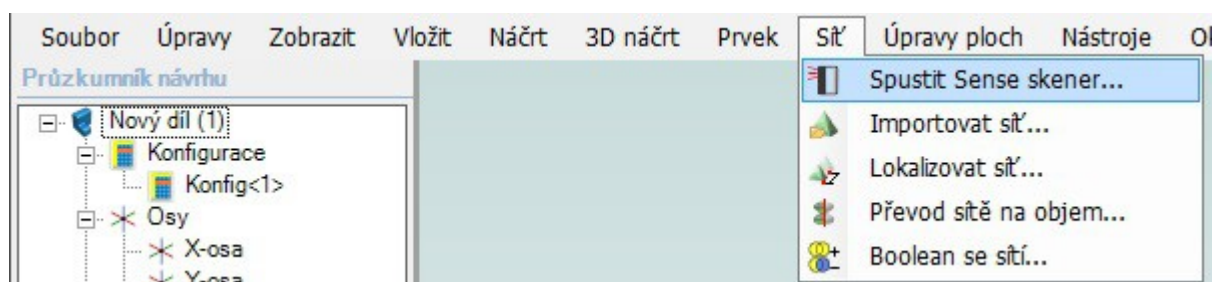 Soubor Úpravy Zobrazit Vložit Náčrt 3D náčrt Prvek Síť Úpravy ploch Nástroje
Průzkumník návrhu
Nový díl (1)
Konfigurace
Konfig<1>
Osy
X-osa
Y-osa
Spustit Sense skener...
Importovat síť...
Lokalizovat síť...
Převod sítě na objem...
Boolean se sítí...